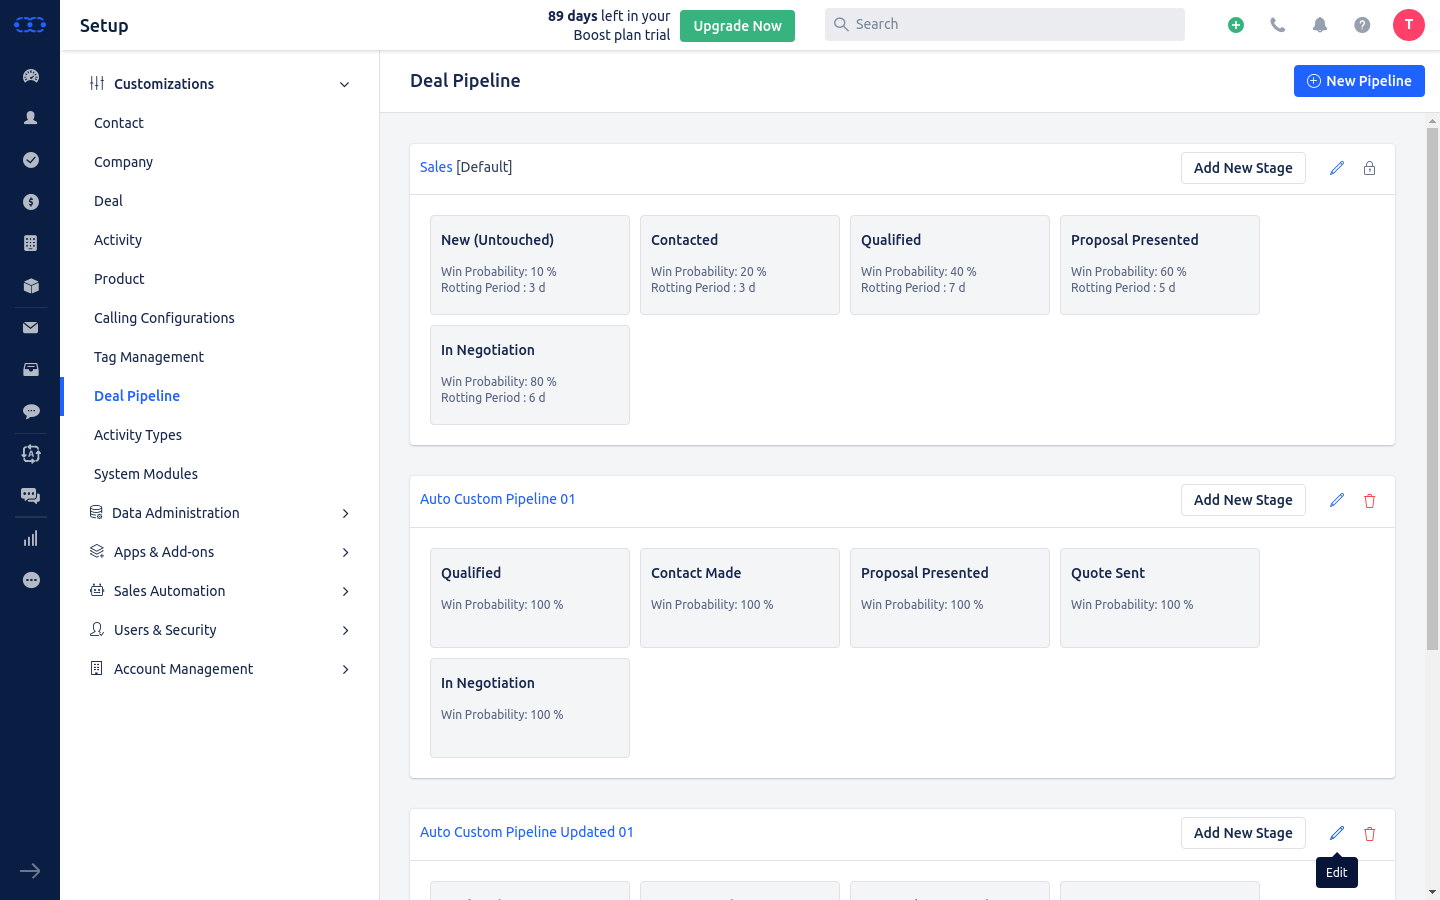 Setup
89 days left in your
Boost plan trial
Upgrade Now
Search
T
Customizations
Contact
Company
Deal
Activity
Product
Calling Configurations
Tag Management
Deal Pipeline
Activity Types
System Modules
Data Administration
Apps & Add-ons
Sales Automation
Users & Security
Account Management
Deal Pipeline
New Pipeline
Sales [Default]
Add New Stage
New (Untouched)
Win Probability: 10 %
Rotting Period : 3 d
Contacted
Win Probability: 20 %
Rotting Period : 3 d
Qualified
Win Probability: 40 %
Rotting Period : 7 d
Proposal Presented
Win Probability: 60 %
Rotting Period : 5 d
In Negotiation
Win Probability: 80 %
Rotting Period : 6 d
Auto Custom Pipeline 01
Add New Stage
Qualified
Win Probability: 100 %
Contact Made
Win Probability: 100 %
Proposal Presented
Win Probability: 100 %
Quote Sent
Win Probability: 100 %
In Negotiation
Win Probability: 100 %
Auto Custom Pipeline Updated 01
Add New Stage
Edit